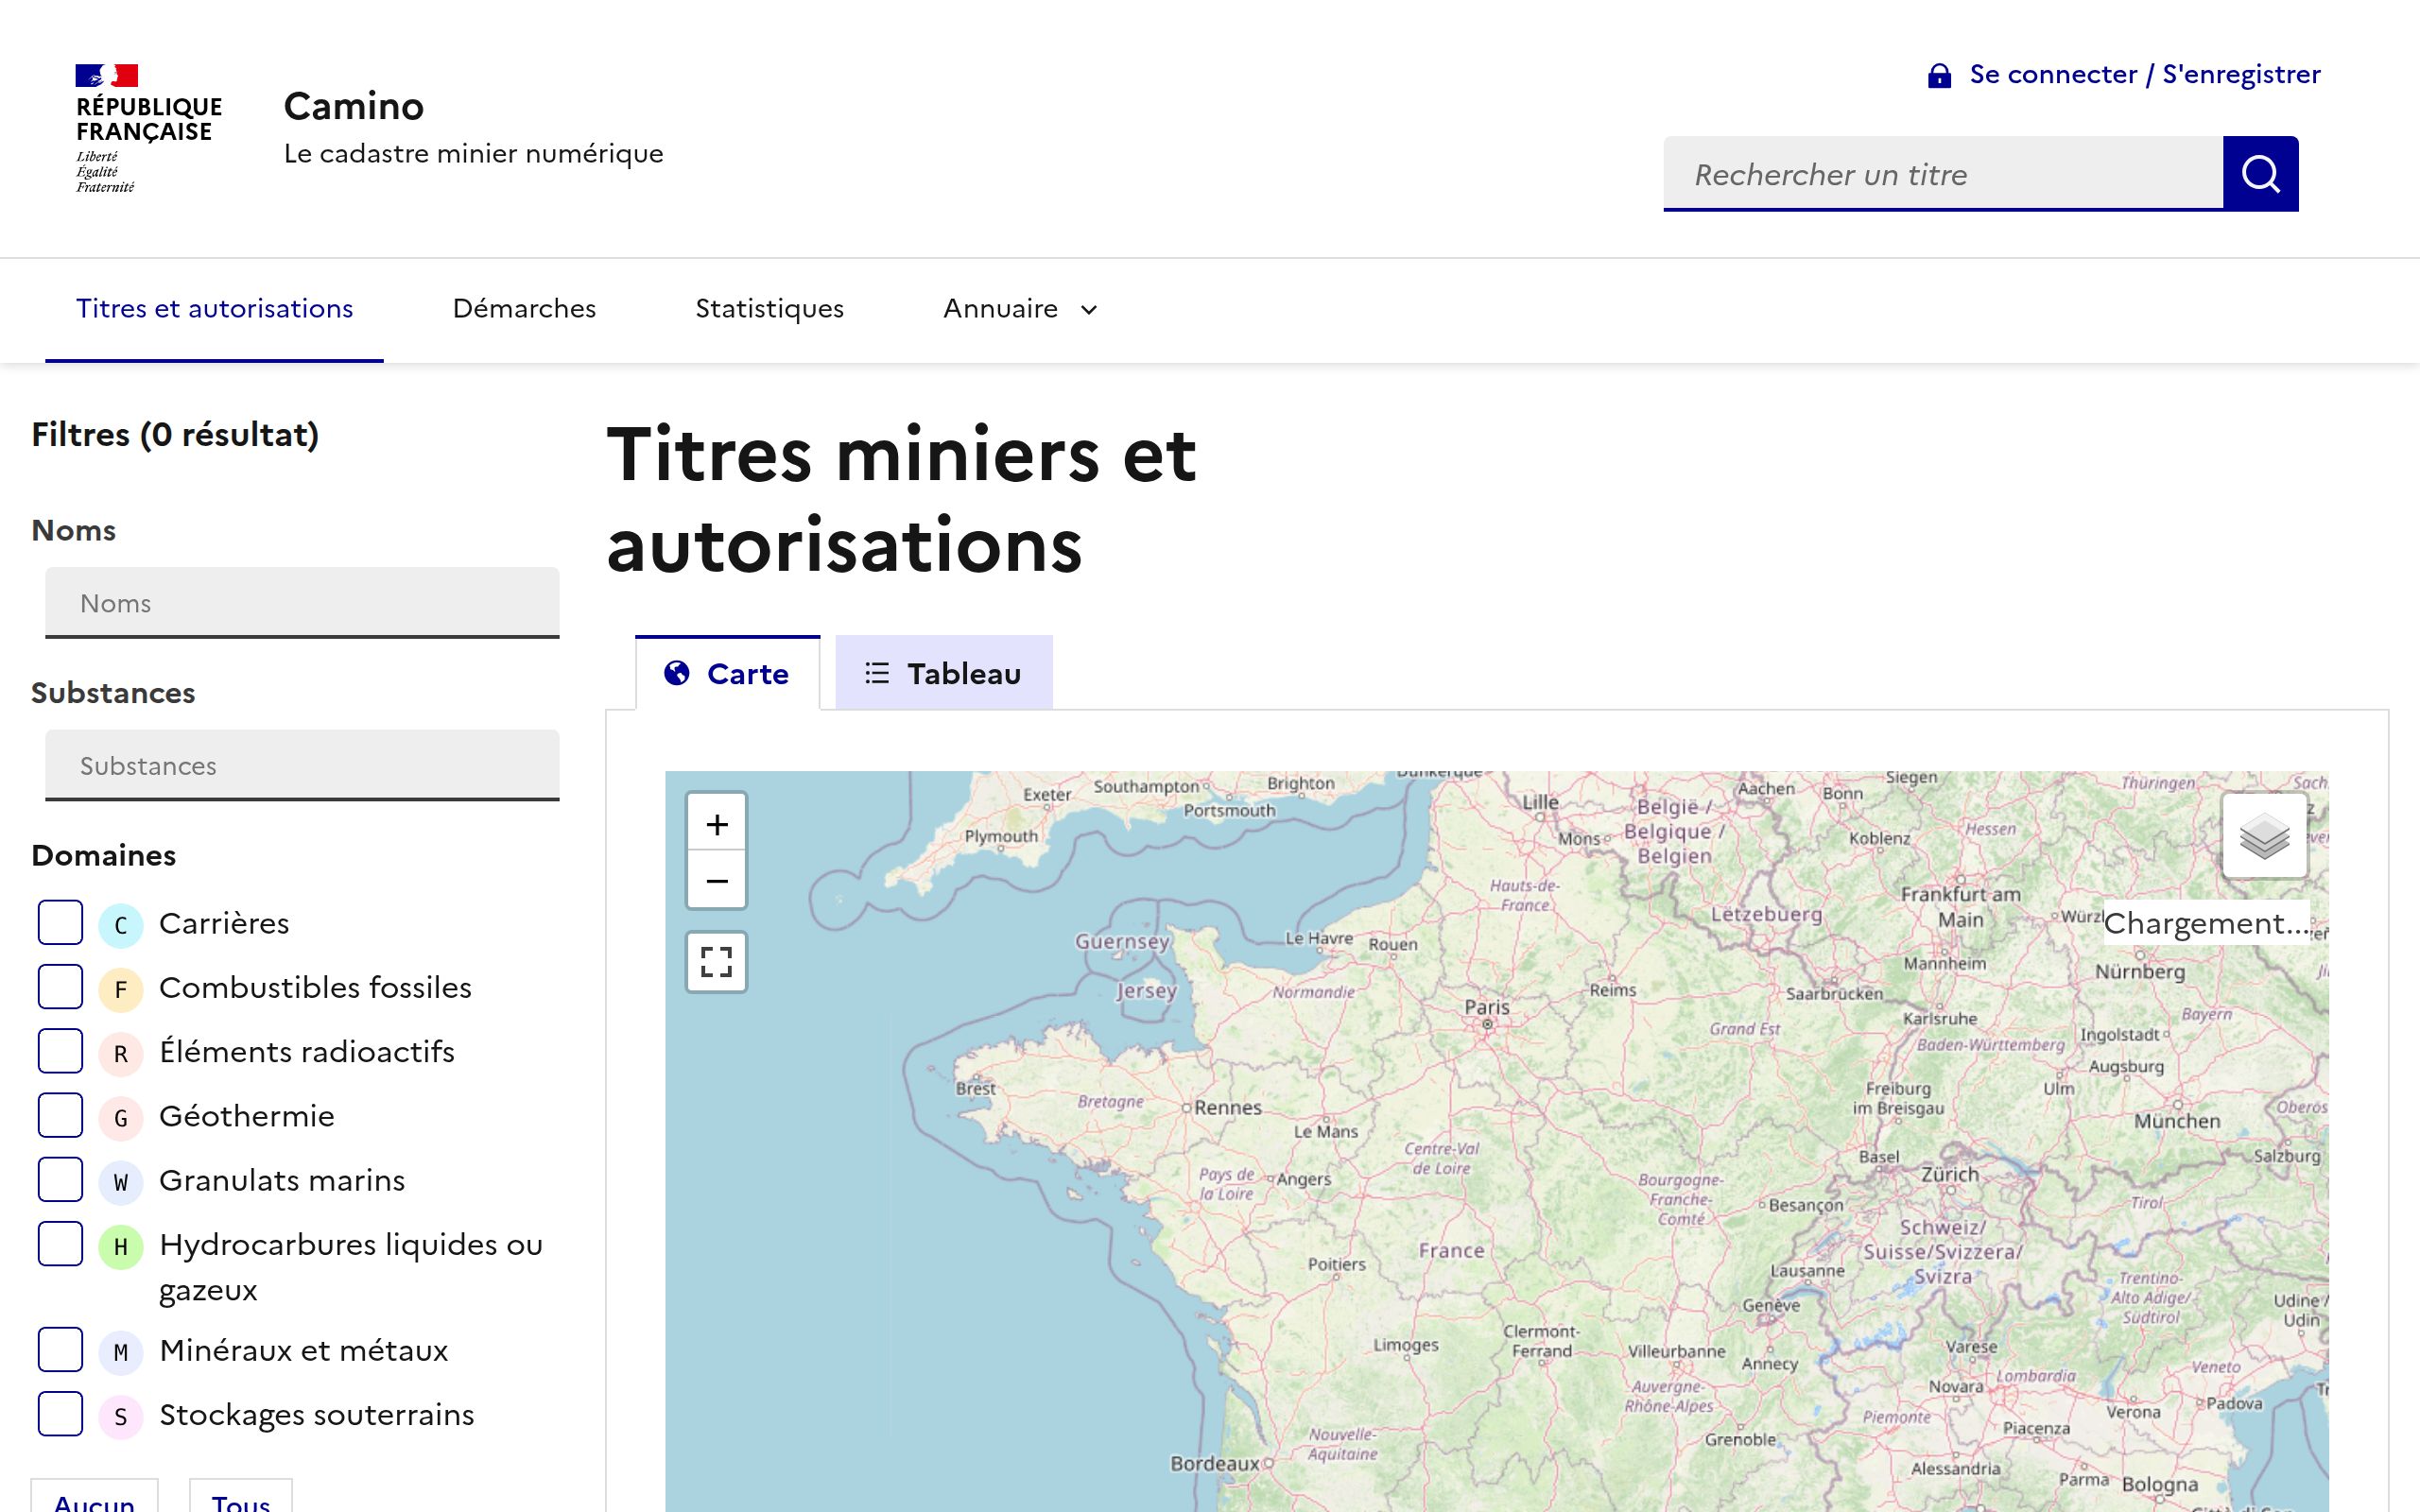 RÉPUBLIQUE
FRANÇAISE
Liberté
Égalité
Fraternité
Camino
Le cadastre minier numérique
Se connecter / S'enregistrer
Rechercher un titre
Titres et autorisations
Démarches
Statistiques
Annuaire
Filtres (0 résultat)
Noms
Noms
Substances
Substances
Domaines
C Carrières
F Combustibles fossiles
R Éléments radioactifs
G Géothermie
W Granulats marins
H Hydrocarbures liquides ou
gazeux
M Minéraux et métaux
S Stockages souterrains
Aucun
Tous
Titres miniers et
autorisations
Carte
Tableau
+
−
Chargement...
Exeter
Southampton
Brighton
Portsmouth
Plymouth
Dunkerque
Lille
België /
Belgique /
Belgien
Mons
Aachen
Bonn
Siegen
Koblenz
Hessen
Thüringen
Hauts-de-
France
Lëtzebuerg
Frankfurt am
Main
Mannheim
Nürnberg
Guernsey
Jersey
Le Havre
Rouen
Normandie
Paris
Reims
Saarbrücken
Grand Est
Karlsruhe
Baden-Württemberg
Ingolstadt
Bayern
Augsburg
Brest
Bretagne
Rennes
Le Mans
Freiburg
im Breisgau
Ulm
München
Centre-Val
de Loire
Pays de
la Loire
Angers
Bourgogne-
Franche-
Comté
Besançon
Basel
Zürich
Salzburg
Tirol
Schweiz/
Suisse/Svizzera/
Svizra
Poitiers
France
Lausanne
Genève
Trentino-
Alto Adige/
Südtirol
Udine /
Udin
Limoges
Clermont-
Ferrand
Villeurbanne
Annecy
Varese
Lombardia
Veneto
Auvergne-
Rhône-Alpes
Novara
Piemonte
Verona
Padova
Piacenza
Nouvelle-
Aquitaine
Grenoble
Bordeaux
Alessandria
Parma
Bologna